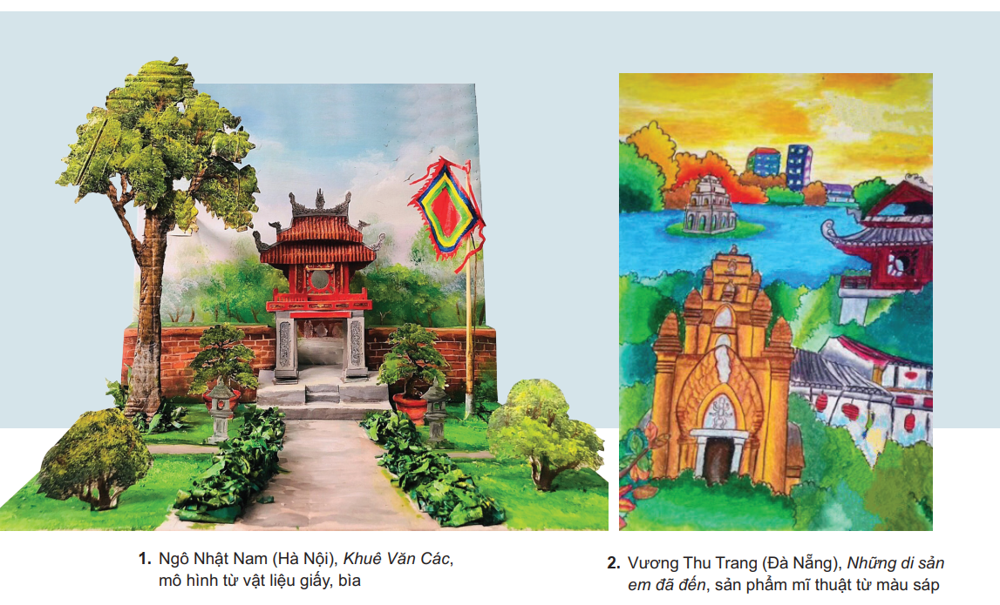 1. Ngô Nhật Nam (Hà Nội), Khuê Văn Các,
mô hình từ vật liệu giấy, bìa
2. Vương Thu Trang (Đà Nẵng), Những di sản
em đã đến, sản phẩm mĩ thuật từ màu sáp